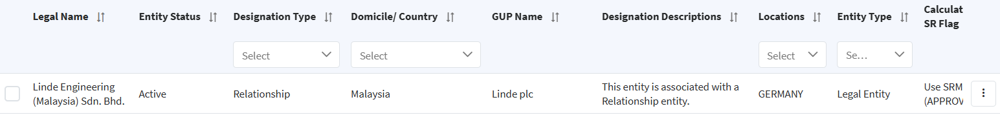 Legal Name Entity Status Designation Type Domicile/ Country GUP Name Designation Descriptions Locations Entity Type Calculat
SR Flag
Select Select Select Se...
Linde Engineering
(Malaysia) Sdn. Bhd.
Active
Relationship
Malaysia
Linde plc
This entity is associated with a
Relationship entity.
GERMANY
Legal Entity
Use SRM
(APPROV